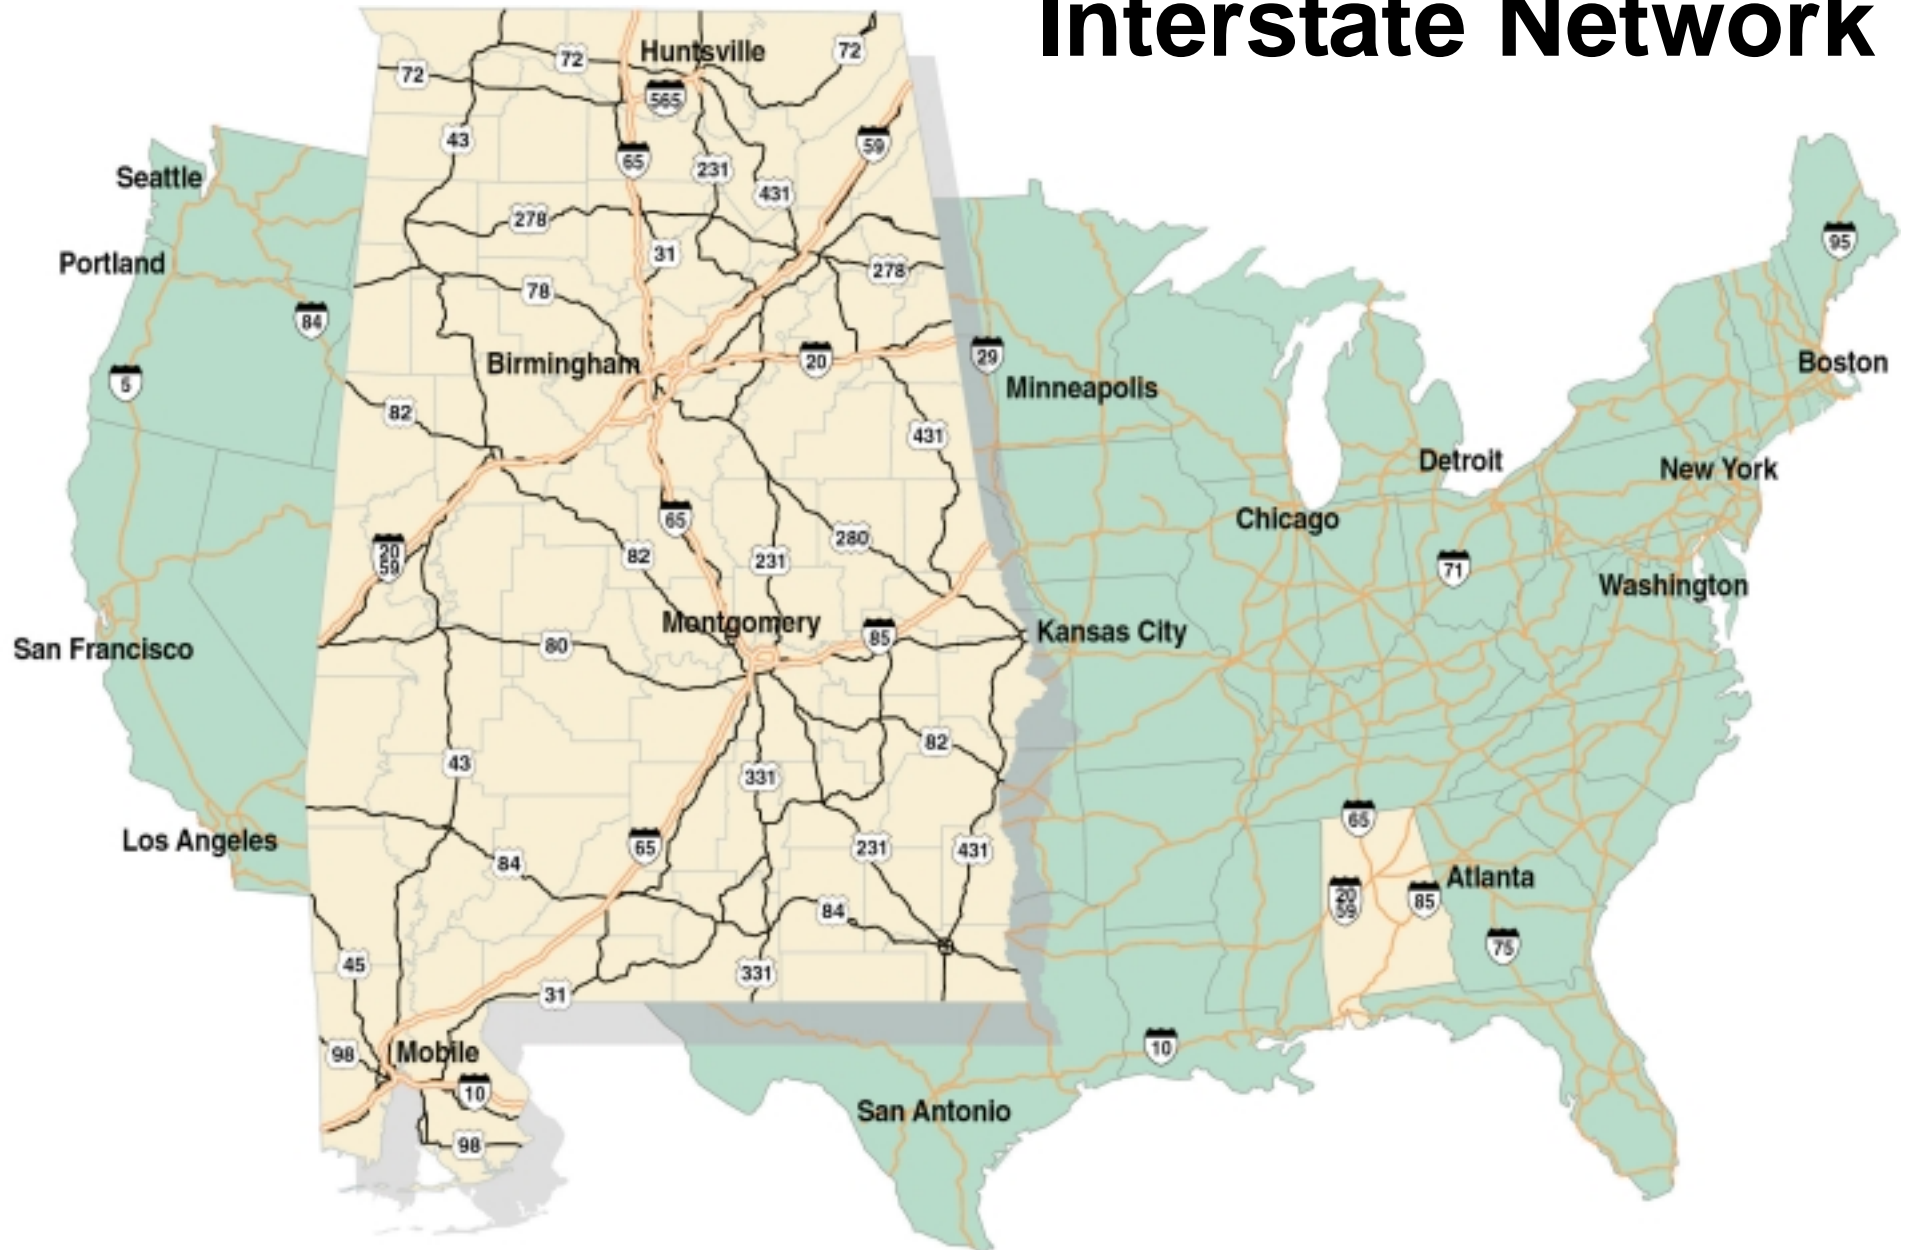 Interstate Network
Huntsville
72
72
72
565
43
65
59
231
431
Seattle
278
95
31
Portland
278
78
84
Birmingham
20
29
Boston
5
Minneapolis
82
431
Detroit
New York
65
Chicago
280
20
59
82
231
71
Washington
Montgomery
85
Kansas City
80
San Francisco
82
43
331
65
Los Angeles
65
84
231
431
Atlanta
20
59
85
84
75
45
331
31
98
Mobile
10
10
San Antonio
98